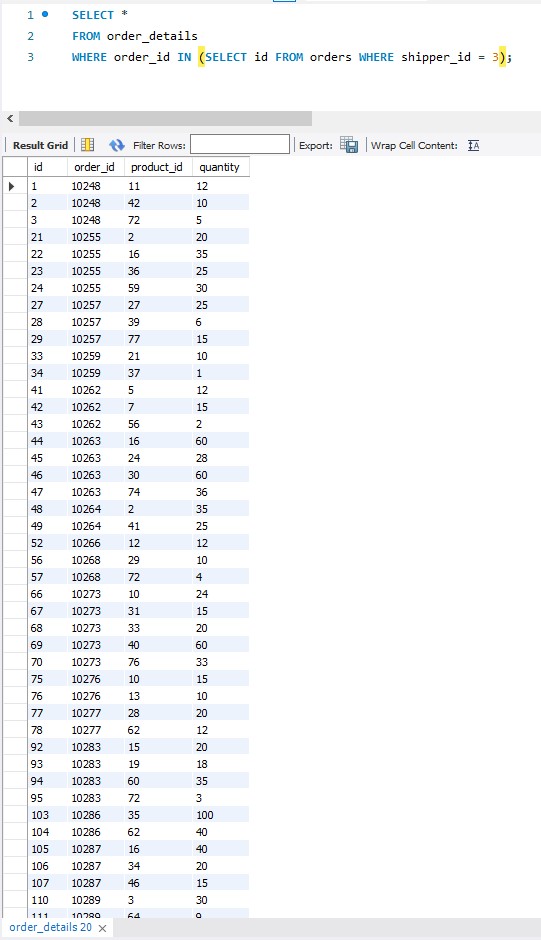 1 SELECT *
2 FROM order_details
3 WHERE order_id IN (SELECT id FROM orders WHERE shipper_id = 3);
Result Grid Filter Rows: Export: Wrap Cell Content:
id order_id product_id quantity
1 10248 11 12
2 10248 42 10
3 10248 72 5
21 10255 2 20
22 10255 16 35
23 10255 36 25
24 10255 59 30
27 10257 27 25
28 10257 39 6
29 10257 77 15
33 10259 21 10
34 10259 37 1
41 10262 5 12
42 10262 7 15
43 10262 56 2
44 10263 16 60
45 10263 24 28
46 10263 30 60
47 10263 74 36
48 10264 2 35
49 10264 41 25
52 10266 12 12
56 10268 29 10
57 10268 72 4
66 10273 10 24
67 10273 31 15
68 10273 33 20
69 10273 40 60
70 10273 76 33
75 10276 10 15
76 10276 13 10
77 10277 28 20
78 10277 62 12
92 10283 15 20
93 10283 19 18
94 10283 60 35
95 10283 72 3
103 10286 35 100
104 10286 62 40
105 10287 16 40
106 10287 34 20
107 10287 46 15
110 10289 3 30
111 10289 64 9
order_details 20